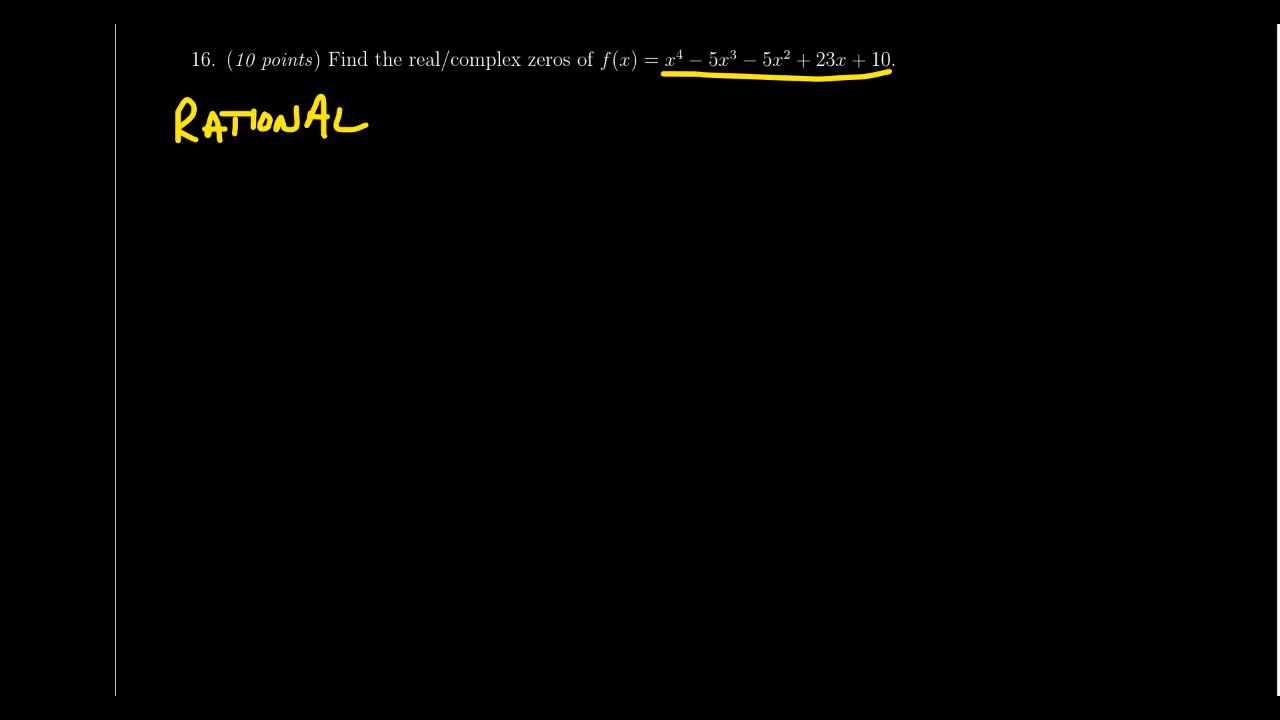 16. (10 points) Find the real/complex zeros of f(x) = x⁴ − 5x³ − 5x² + 23x + 10.
RATIONAL